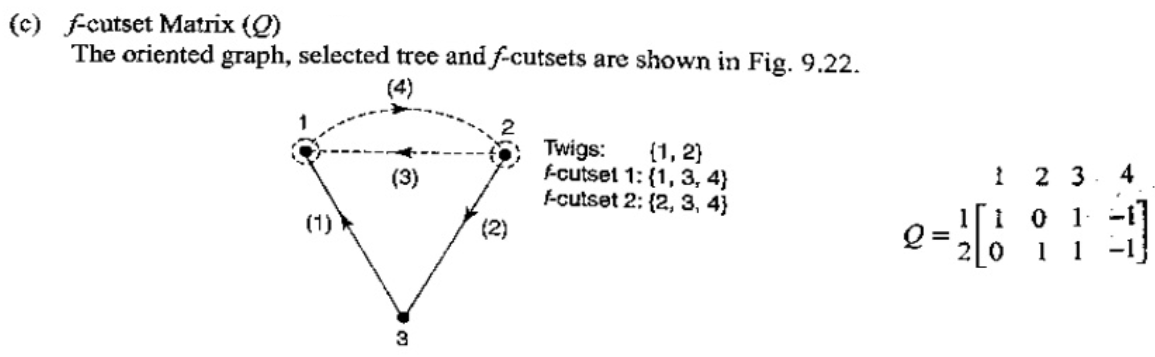 (c) f-cutset Matrix (Q)
The oriented graph, selected tree and f-cutsets are shown in Fig. 9.22.
(4)
1
2
(3)
(1)
(2)
3
Twigs: {1, 2}
f-cutset 1: {1, 3, 4}
f-cutset 2: {2, 3, 4}
1 2 3 4
Q = 1[1 0 1 -1]
2[0 1 1 -1]